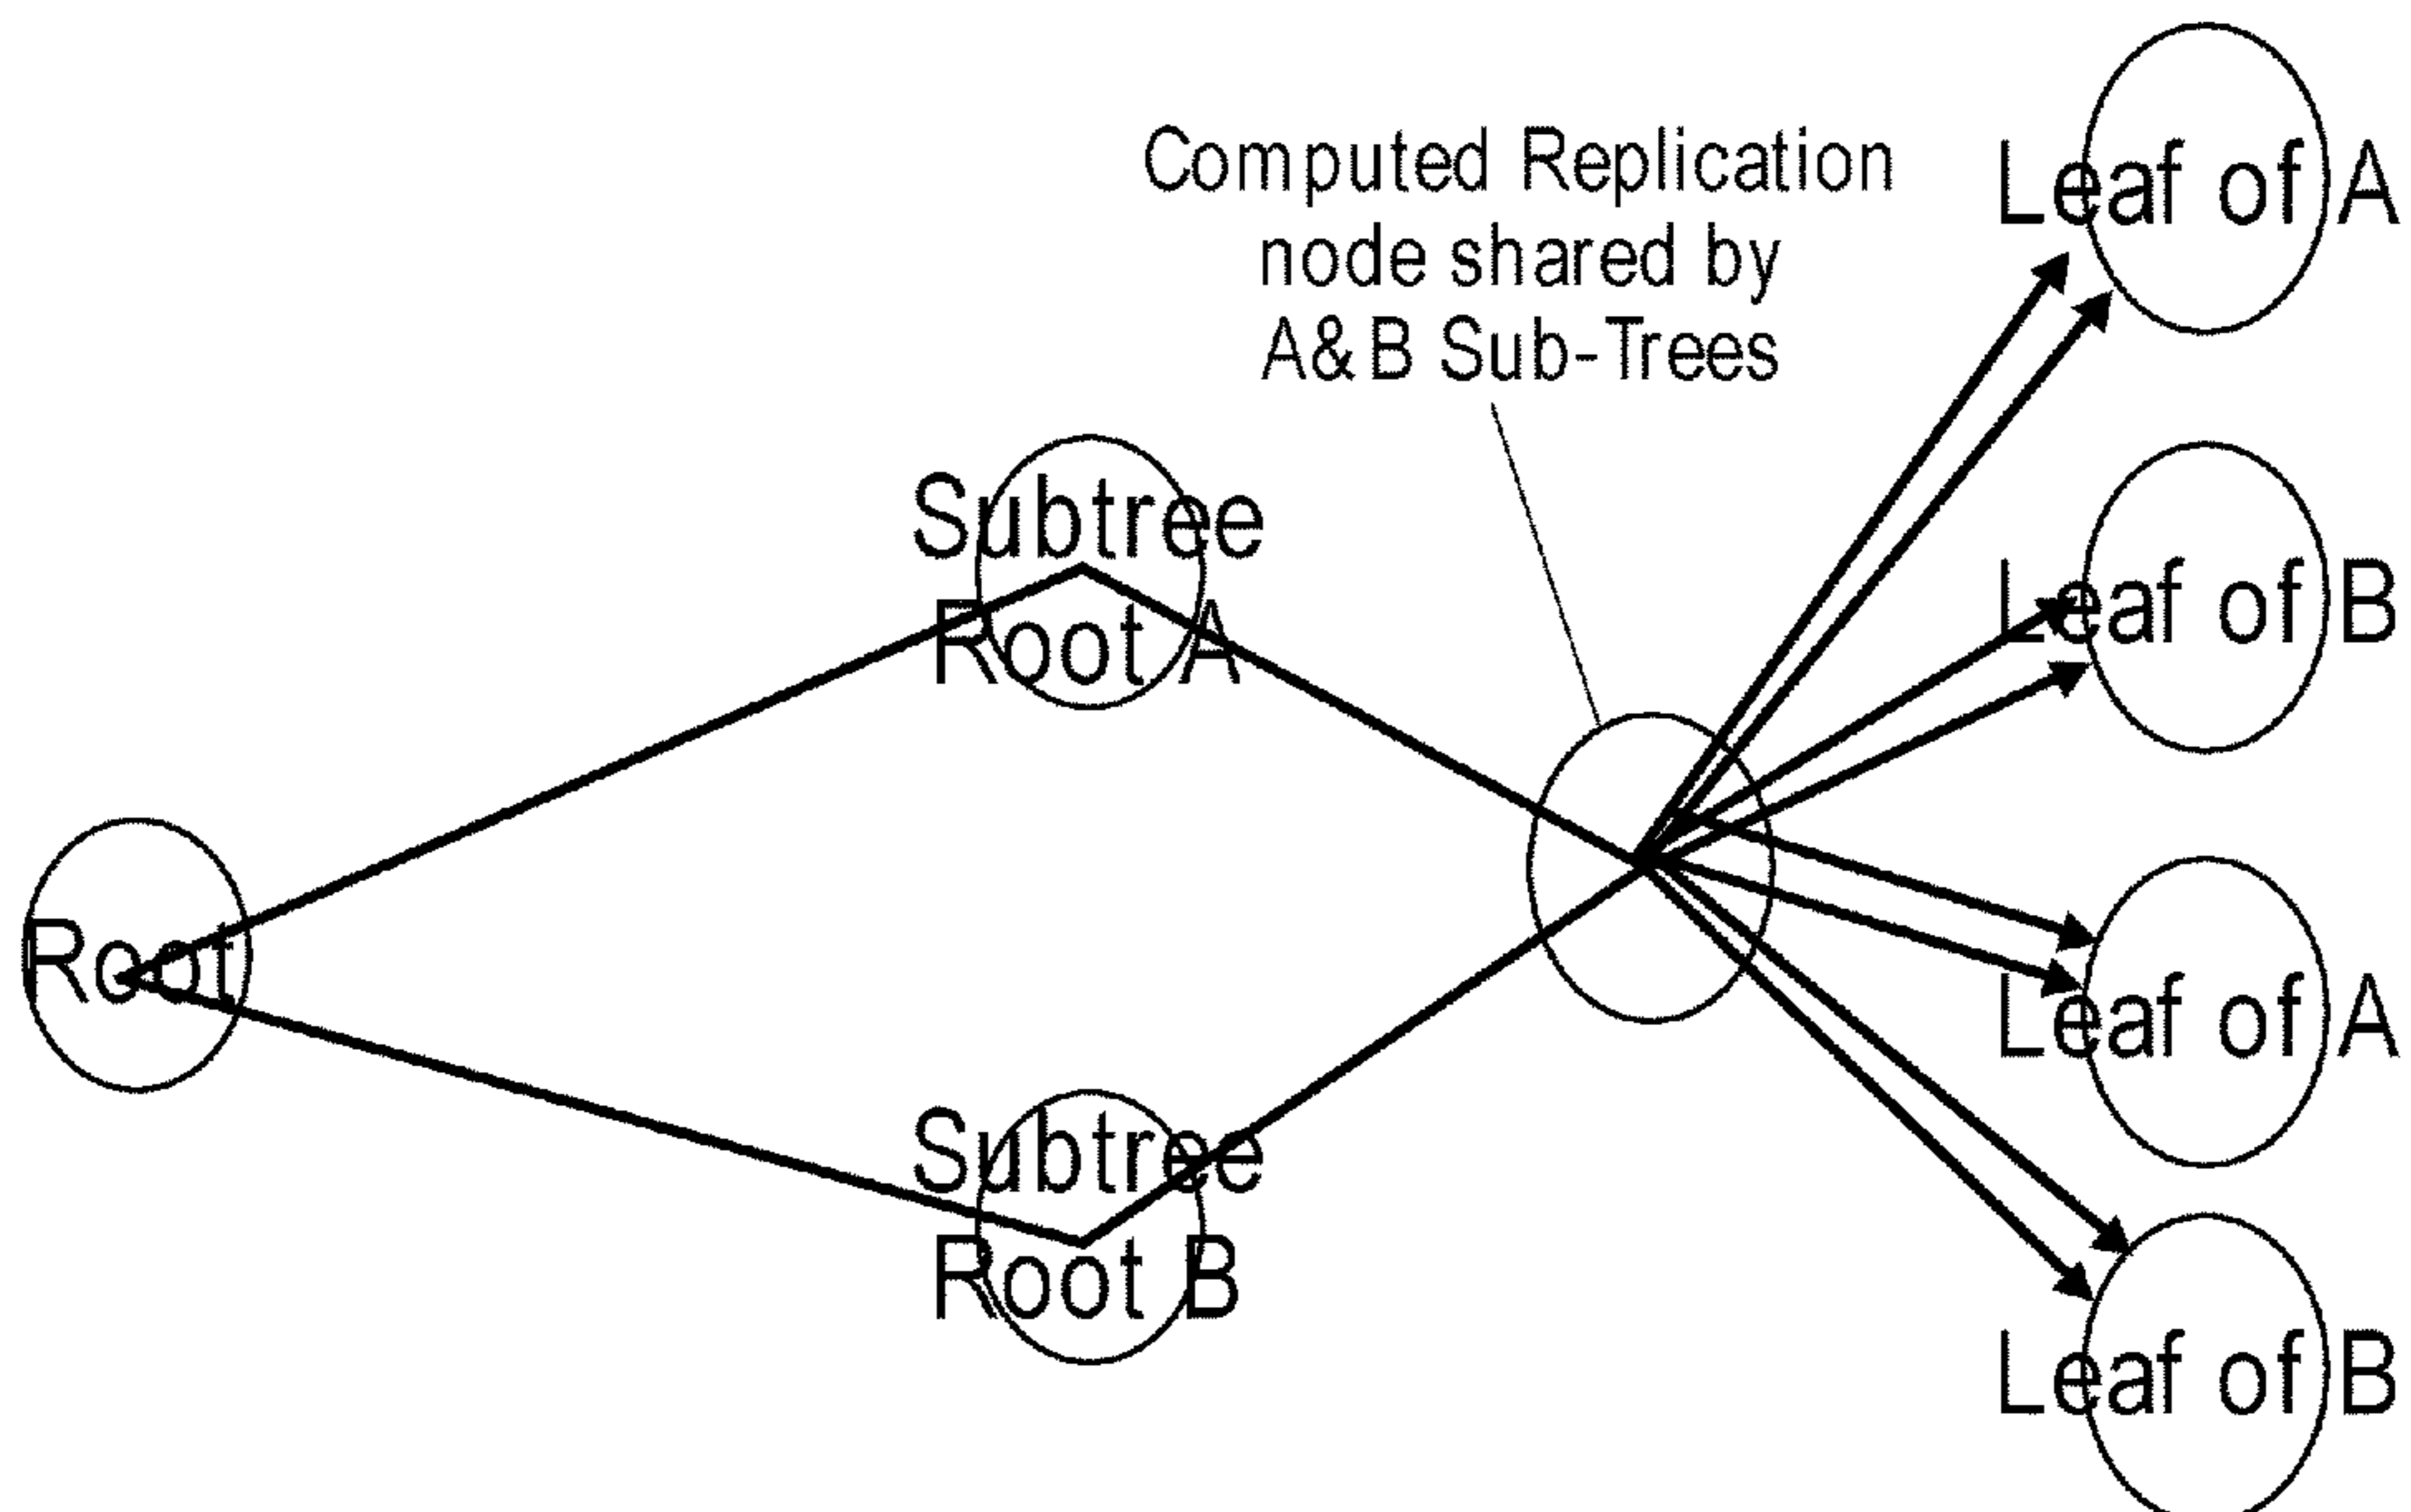 Computed Replication
node shared by
A&B Sub-Trees
Leaf of A
Leaf of B
Subtree
Root A
Root
Leaf of A
Subtree
Root B
Leaf of B